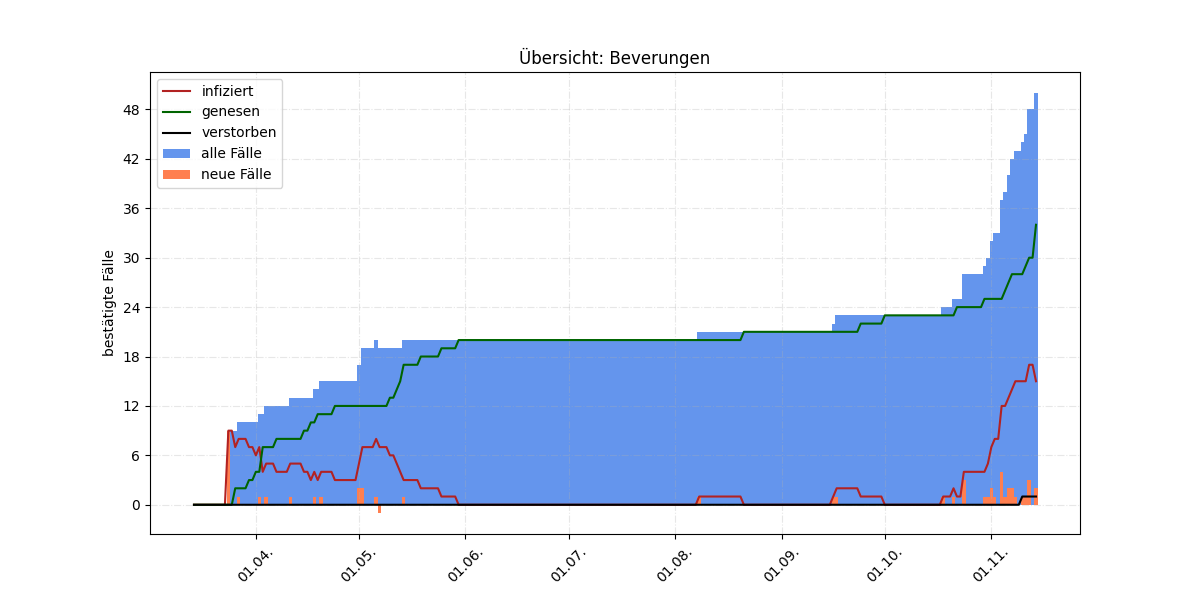 Übersicht: Beverungen
infiziert
genesen
verstorben
alle Fälle
neue Fälle
bestätigte Fälle
48
42
36
30
24
18
12
6
0
01.04.
01.05.
01.06.
01.07.
01.08.
01.09.
01.10.
01.11.